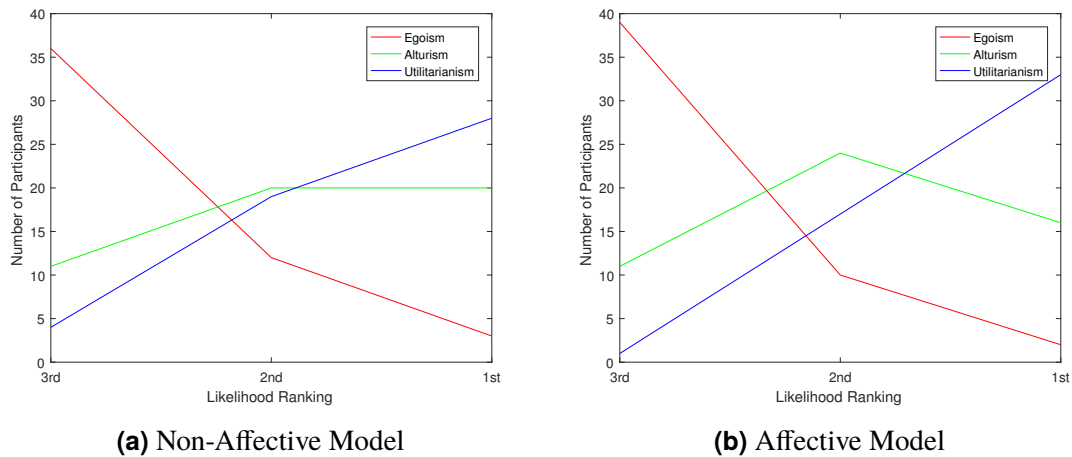 40
35
30
25
20
15
10
5
0
Number of Participants
3rd
2nd
1st
Likelihood Ranking
Egoism
Alturism
Utilitarianism
(a) Non-Affective Model
40
35
30
25
20
15
10
5
0
Number of Participants
3rd
2nd
1st
Likelihood Ranking
Egoism
Alturism
Utilitarianism
(b) Affective Model